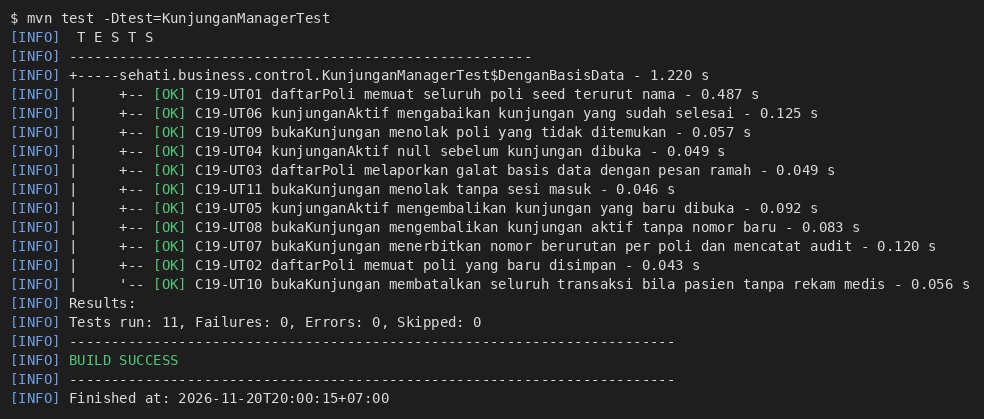 $ mvn test -Dtest=KunjunganManagerTest
[INFO]  T E S T S
[INFO] -------------------------------------------------------
[INFO] +-----sehati.business.control.KunjunganManagerTest$DenganBasisData - 1.220 s
[INFO] |     +-- [OK] C19-UT01 daftarPoli memuat seluruh poli seed terurut nama - 0.487 s
[INFO] |     +-- [OK] C19-UT06 kunjunganAktif mengabaikan kunjungan yang sudah selesai - 0.125 s
[INFO] |     +-- [OK] C19-UT09 bukaKunjungan menolak poli yang tidak ditemukan - 0.057 s
[INFO] |     +-- [OK] C19-UT04 kunjunganAktif null sebelum kunjungan dibuka - 0.049 s
[INFO] |     +-- [OK] C19-UT03 daftarPoli melaporkan galat basis data dengan pesan ramah - 0.049 s
[INFO] |     +-- [OK] C19-UT11 bukaKunjungan menolak tanpa sesi masuk - 0.046 s
[INFO] |     +-- [OK] C19-UT05 kunjunganAktif mengembalikan kunjungan yang baru dibuka - 0.092 s
[INFO] |     +-- [OK] C19-UT08 bukaKunjungan mengembalikan kunjungan aktif tanpa nomor baru - 0.083 s
[INFO] |     +-- [OK] C19-UT07 bukaKunjungan menerbitkan nomor berurutan per poli dan mencatat audit - 0.120 s
[INFO] |     +-- [OK] C19-UT02 daftarPoli memuat poli yang baru disimpan - 0.043 s
[INFO] |     '-- [OK] C19-UT10 bukaKunjungan membatalkan seluruh transaksi bila pasien tanpa rekam medis - 0.056 s
[INFO] Results:
[INFO] Tests run: 11, Failures: 0, Errors: 0, Skipped: 0
[INFO] ------------------------------------------------------------------------
[INFO] BUILD SUCCESS
[INFO] ------------------------------------------------------------------------
[INFO] Finished at: 2026-11-20T20:00:15+07:00